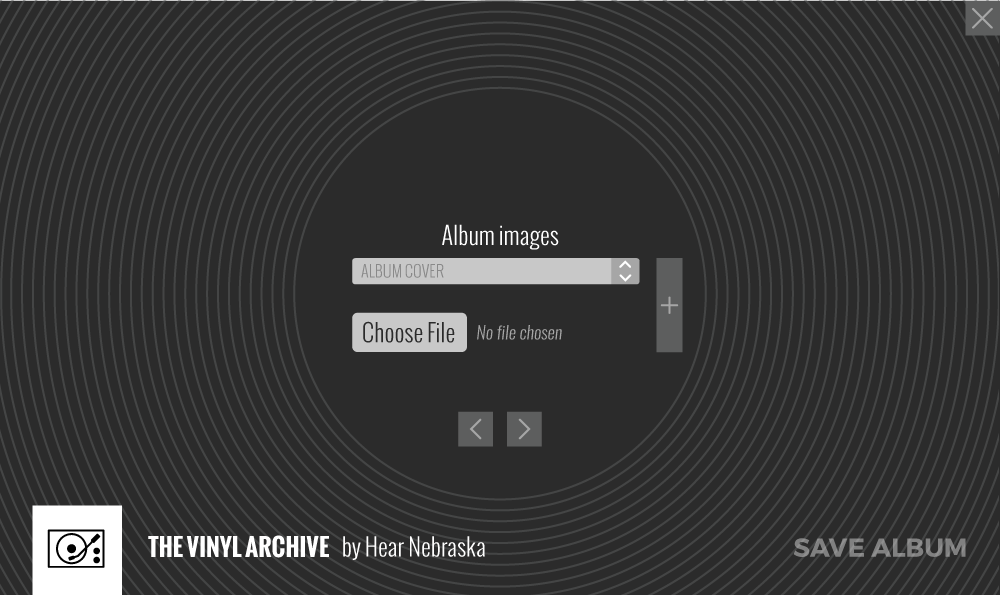 Album images
ALBUM COVER
Choose File No file chosen
THE VINYL ARCHIVE by Hear Nebraska
SAVE ALBUM